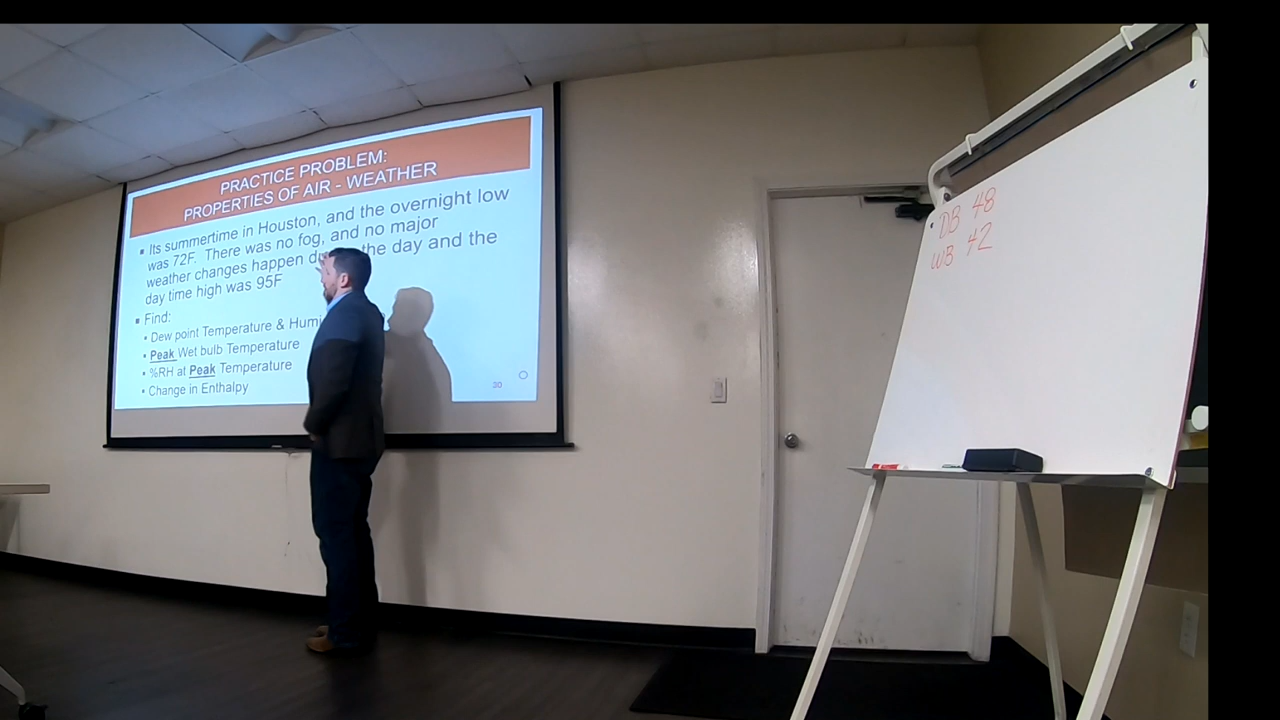 PRACTICE PROBLEM:
PROPERTIES OF AIR - WEATHER
▪ Its summertime in Houston, and the overnight low
was 72F. There was no fog, and no major
weather changes happen the day and the
day time high was 95F
▪ Find:
• Dew point Temperature &
• Peak Wet bulb Temperature
• %RH at Peak Temperature
• Change in Enthalpy
30
DB 48
WB 42